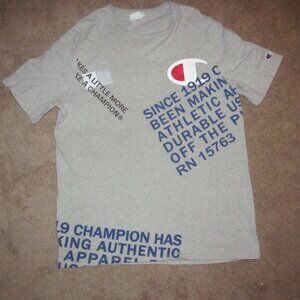 KES A LITTLE MORE
KE A CHAMPION®
SINCE 1919 C
BEEN MAKIN
ATHLETIC A
DURABLE US
OFF THE P
RN 15763
19 CHAMPION HAS
KING AUTHENTIC
APPAREL